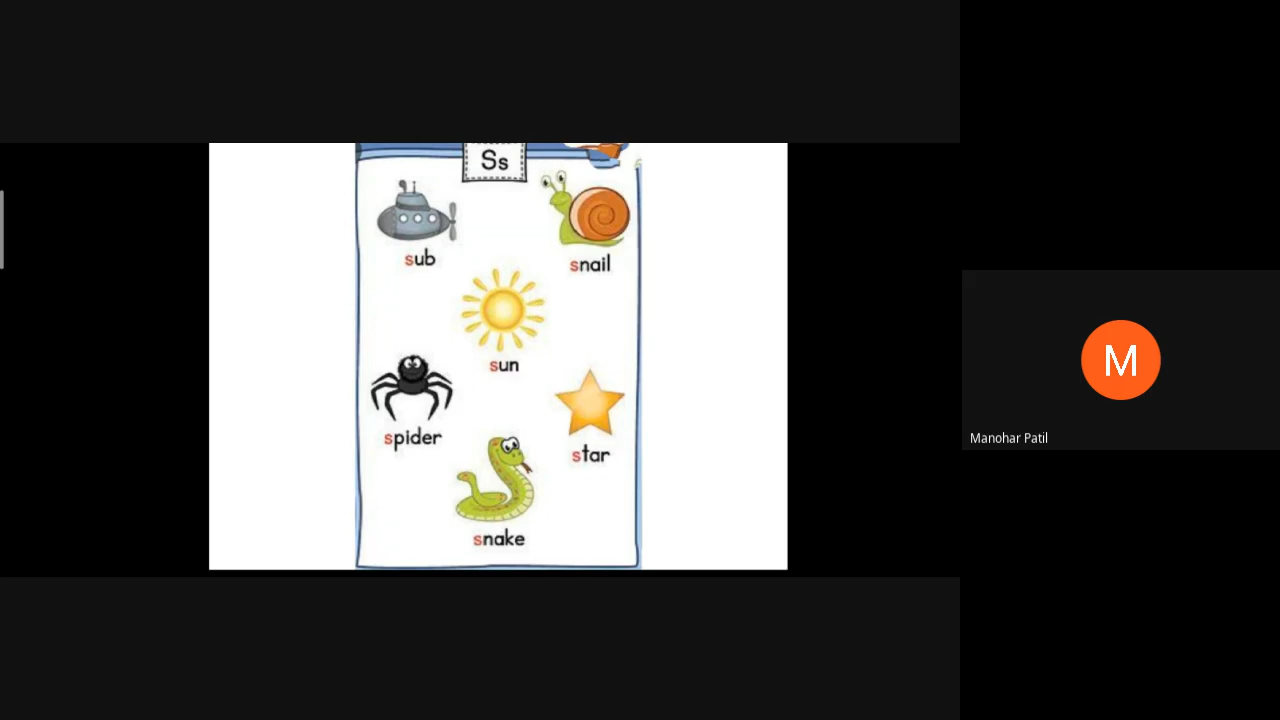 Ss
sub
snail
sun
spider
star
snake
M
Manohar Patil